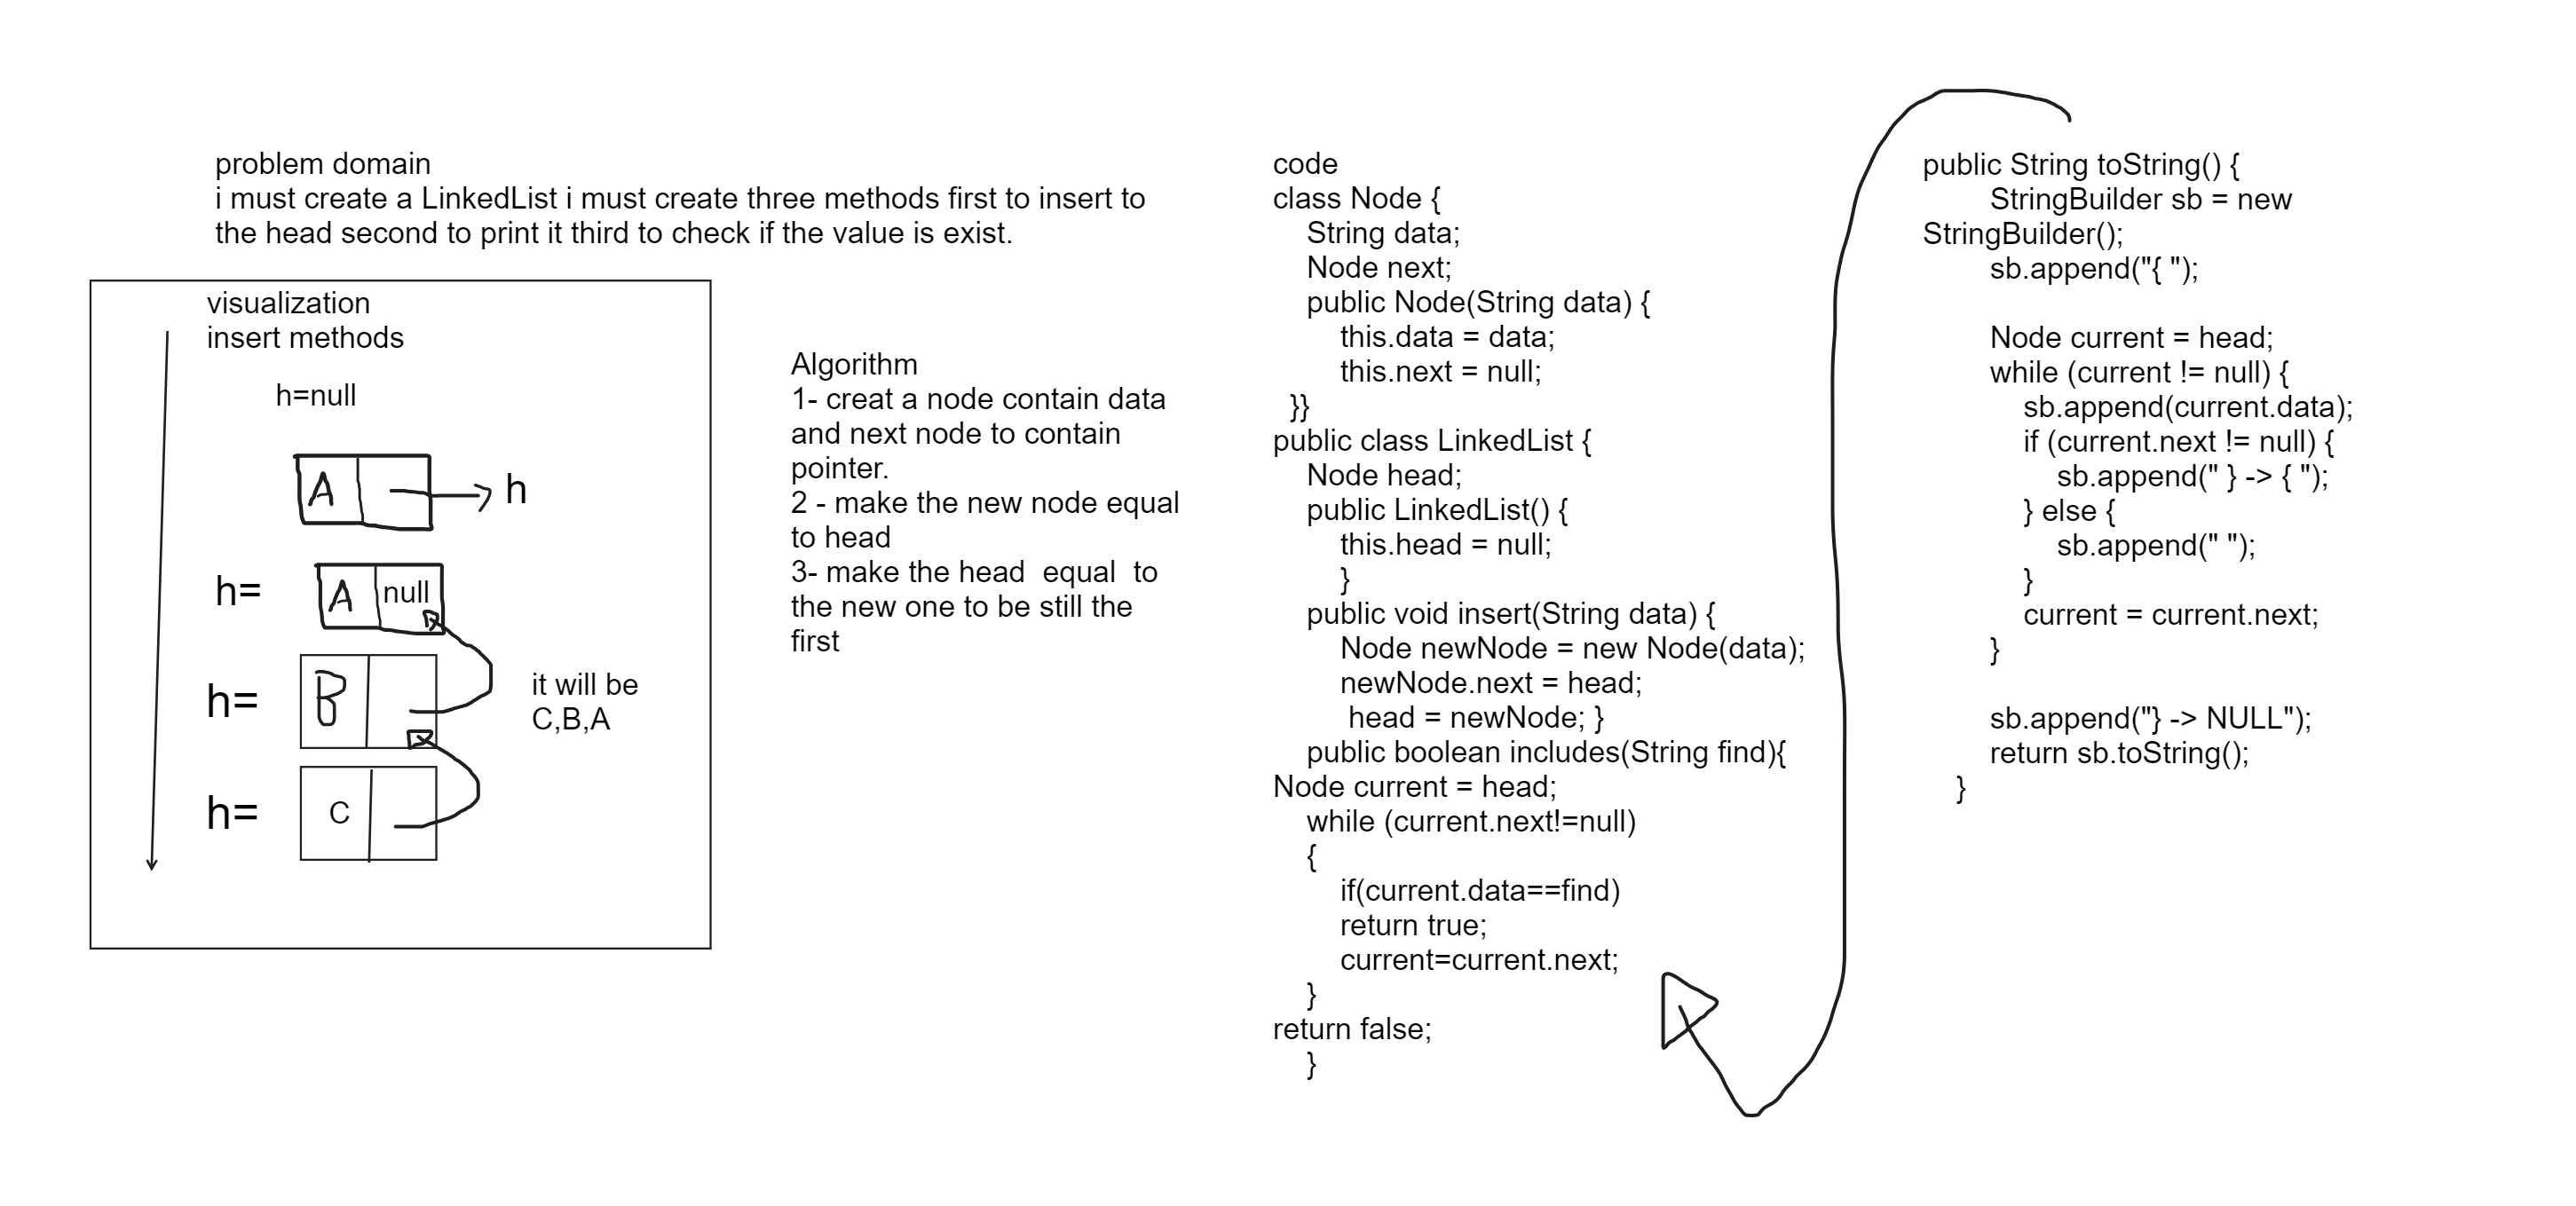 problem domain
i must create a LinkedList i must create three methods first to insert to
the head second to print it third to check if the value is exist.
visualization
insert methods
h=null
A
h
h=
A
null
h=
B
it will be
C,B,A
h=
C
Algorithm
1- creat a node contain data
and next node to contain
pointer.
2 - make the new node equal
to head
3- make the head  equal  to
the new one to be still the
first
code
class Node {
String data;
Node next;
public Node(String data) {
this.data = data;
this.next = null;
}}
public class LinkedList {
Node head;
public LinkedList() {
this.head = null;
}
public void insert(String data) {
Node newNode = new Node(data);
newNode.next = head;
head = newNode; }
public boolean includes(String find){
Node current = head;
while (current.next!=null)
{
if(current.data==find)
return true;
current=current.next;
}
return false;
}
public String toString() {
StringBuilder sb = new
StringBuilder();
sb.append("{ ");
Node current = head;
while (current != null) {
sb.append(current.data);
if (current.next != null) {
sb.append(" } -> { ");
} else {
sb.append(" ");
}
current = current.next;
}
sb.append("} -> NULL");
return sb.toString();
}